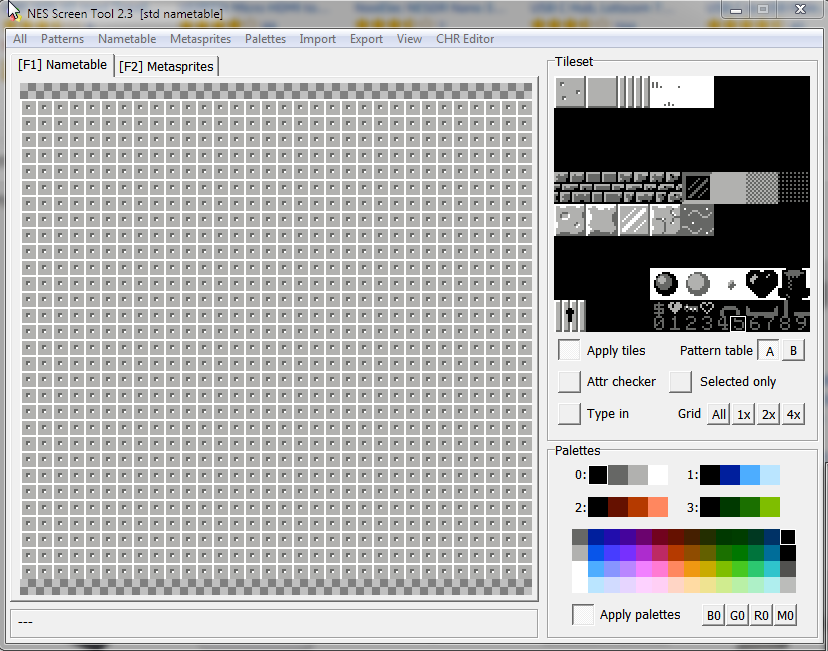 NES Screen Tool 2.3 [std nametable]
All Patterns Nametable Metasprites Palettes Import Export View CHR Editor
[F1] Nametable [F2] Metasprites
Tileset
0123456789
Apply tiles Pattern table A B
Attr checker Selected only
Type in Grid All 1x 2x 4x
Palettes
0: 1:
2: 3:
Apply palettes B0 G0 R0 M0
---